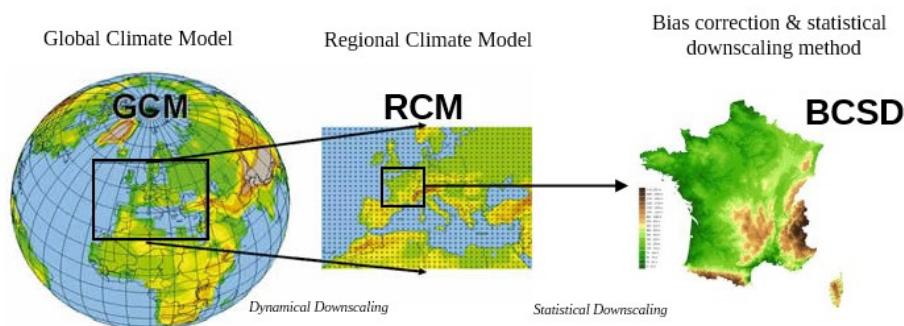 Global Climate Model
Regional Climate Model
Bias correction & statistical
downscaling method
GCM
RCM
BCSD
Dynamical Downscaling
Statistical Downscaling